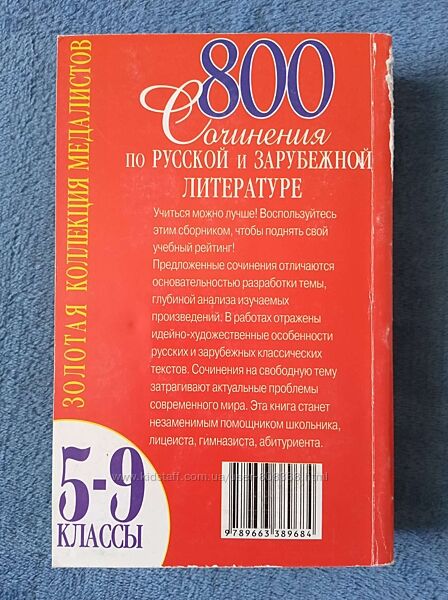 ЗОЛОТАЯ КОЛЛЕКЦИЯ МЕДАЛИСТОВ
800
Сочинения
по РУССКОЙ и ЗАРУБЕЖНОЙ
ЛИТЕРАТУРЕ
Учиться можно лучше! Воспользуйтесь
этим сборником, чтобы поднять свой
учебный рейтинг!
Предложенные сочинения отличаются
основательностью разработки темы,
глубиной анализа изучаемых
произведений. В работах отражены
идейно-художественные особенности
русских и зарубежных классических
текстов. Сочинения на свободную тему
затрагивают актуальные проблемы
современного мира. Эта книга станет
незаменимым помощником школьника,
лицеиста, гимназиста, абитуриента.
5-9
КЛАССЫ
9 789663 389684